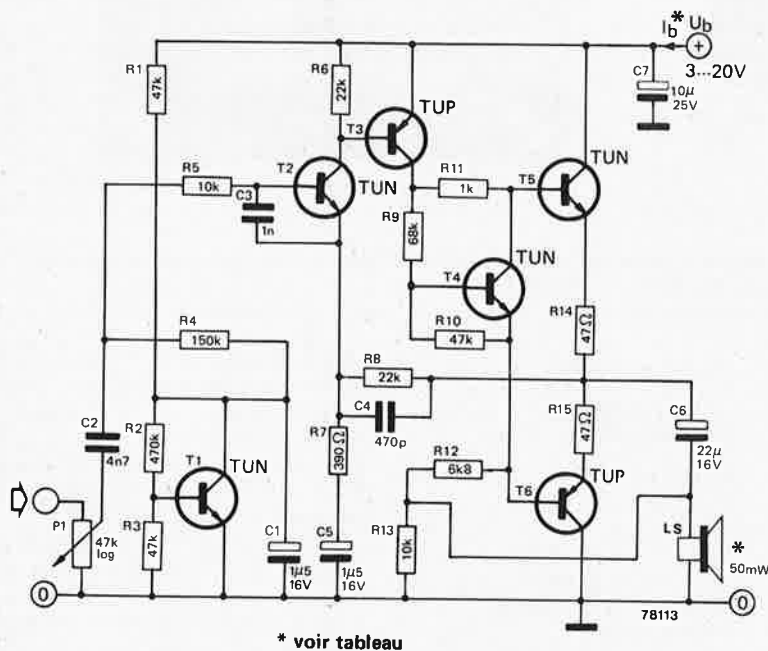 Ib* Ub
+
3...20V
R1
47k
R6
22k
C7
10µ
25V
T3
TUP
T2
R5
10k
C3
1n
TUN
R11
1k
T5
TUN
R9
68k
T4
TUN
R4
150k
R10
47k
R14
47Ω
R8
22k
C2
4n7
R2
470k
T1
TUN
R7
390Ω
C4
470p
R15
47Ω
C6
22µ
16V
R12
6k8
T6
TUP
P1
47k
log
R3
47k
C1
1µ5
16V
C5
1µ5
16V
R13
10k
LS
*
50mW
0
78113
0
* voir tableau